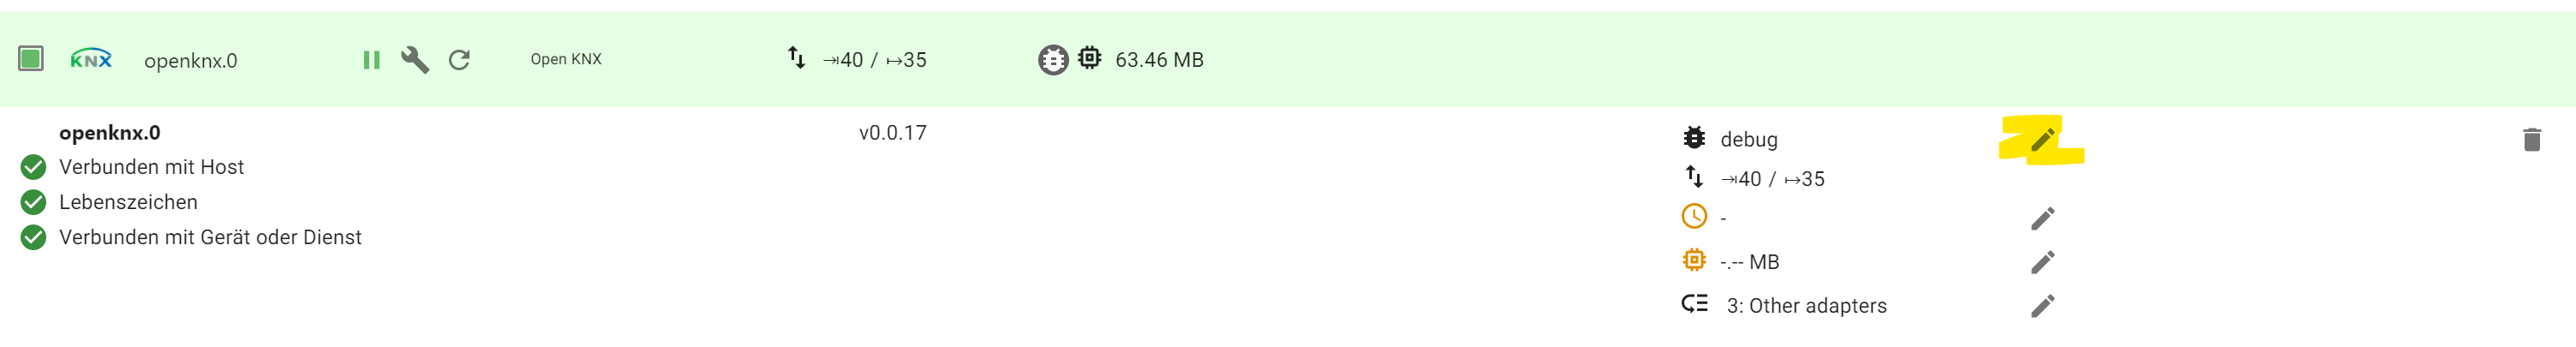 KNX openknx.0 Open KNX ⇥40 / ↦35 63.46 MB
openknx.0 v0.0.17
debug
Verbunden mit Host
⇥40 / ↦35
Lebenszeichen
-
Verbunden mit Gerät oder Dienst
-.-- MB
3: Other adapters